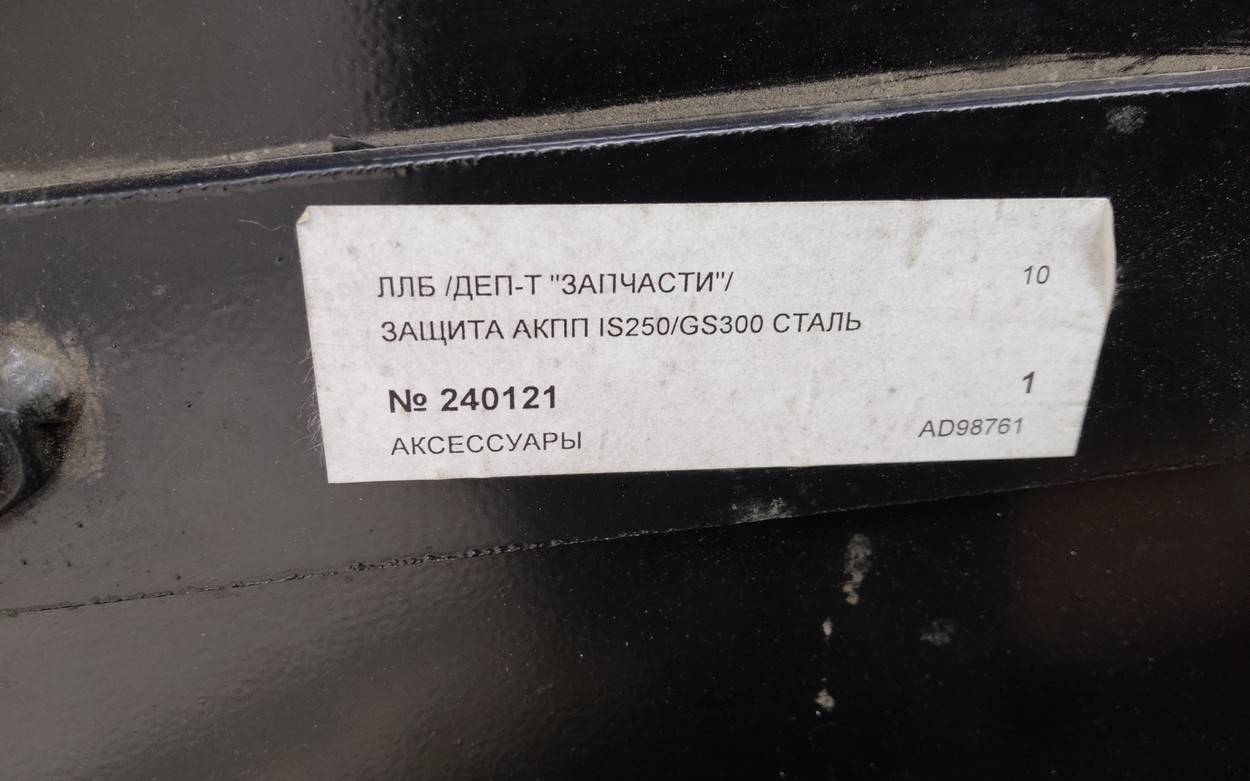 ЛЛБ /ДЕП-Т "ЗАПЧАСТИ"/ 10
ЗАЩИТА АКПП IS250/GS300 СТАЛЬ
№ 240121 1
АКСЕССУАРЫ AD98761